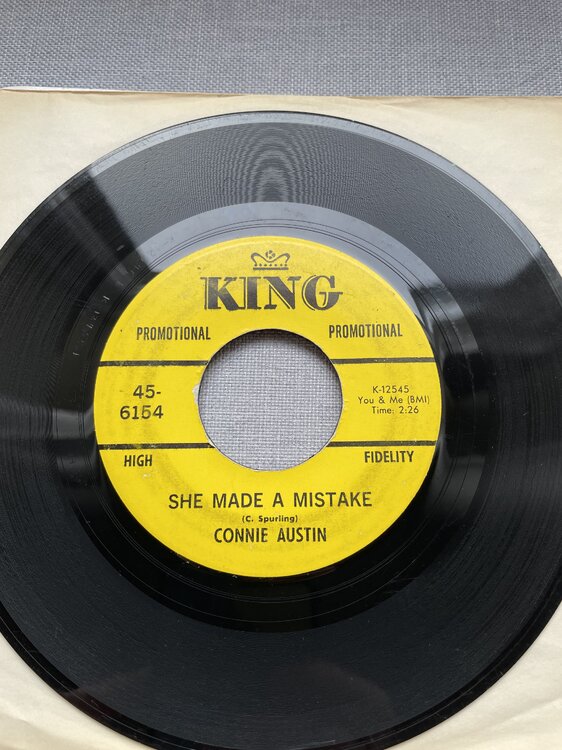 KING
PROMOTIONAL PROMOTIONAL
45-
6154
K-12545
You & Me (BMI)
Time: 2:26
HIGH FIDELITY
SHE MADE A MISTAKE
(C. Spurling)
CONNIE AUSTIN